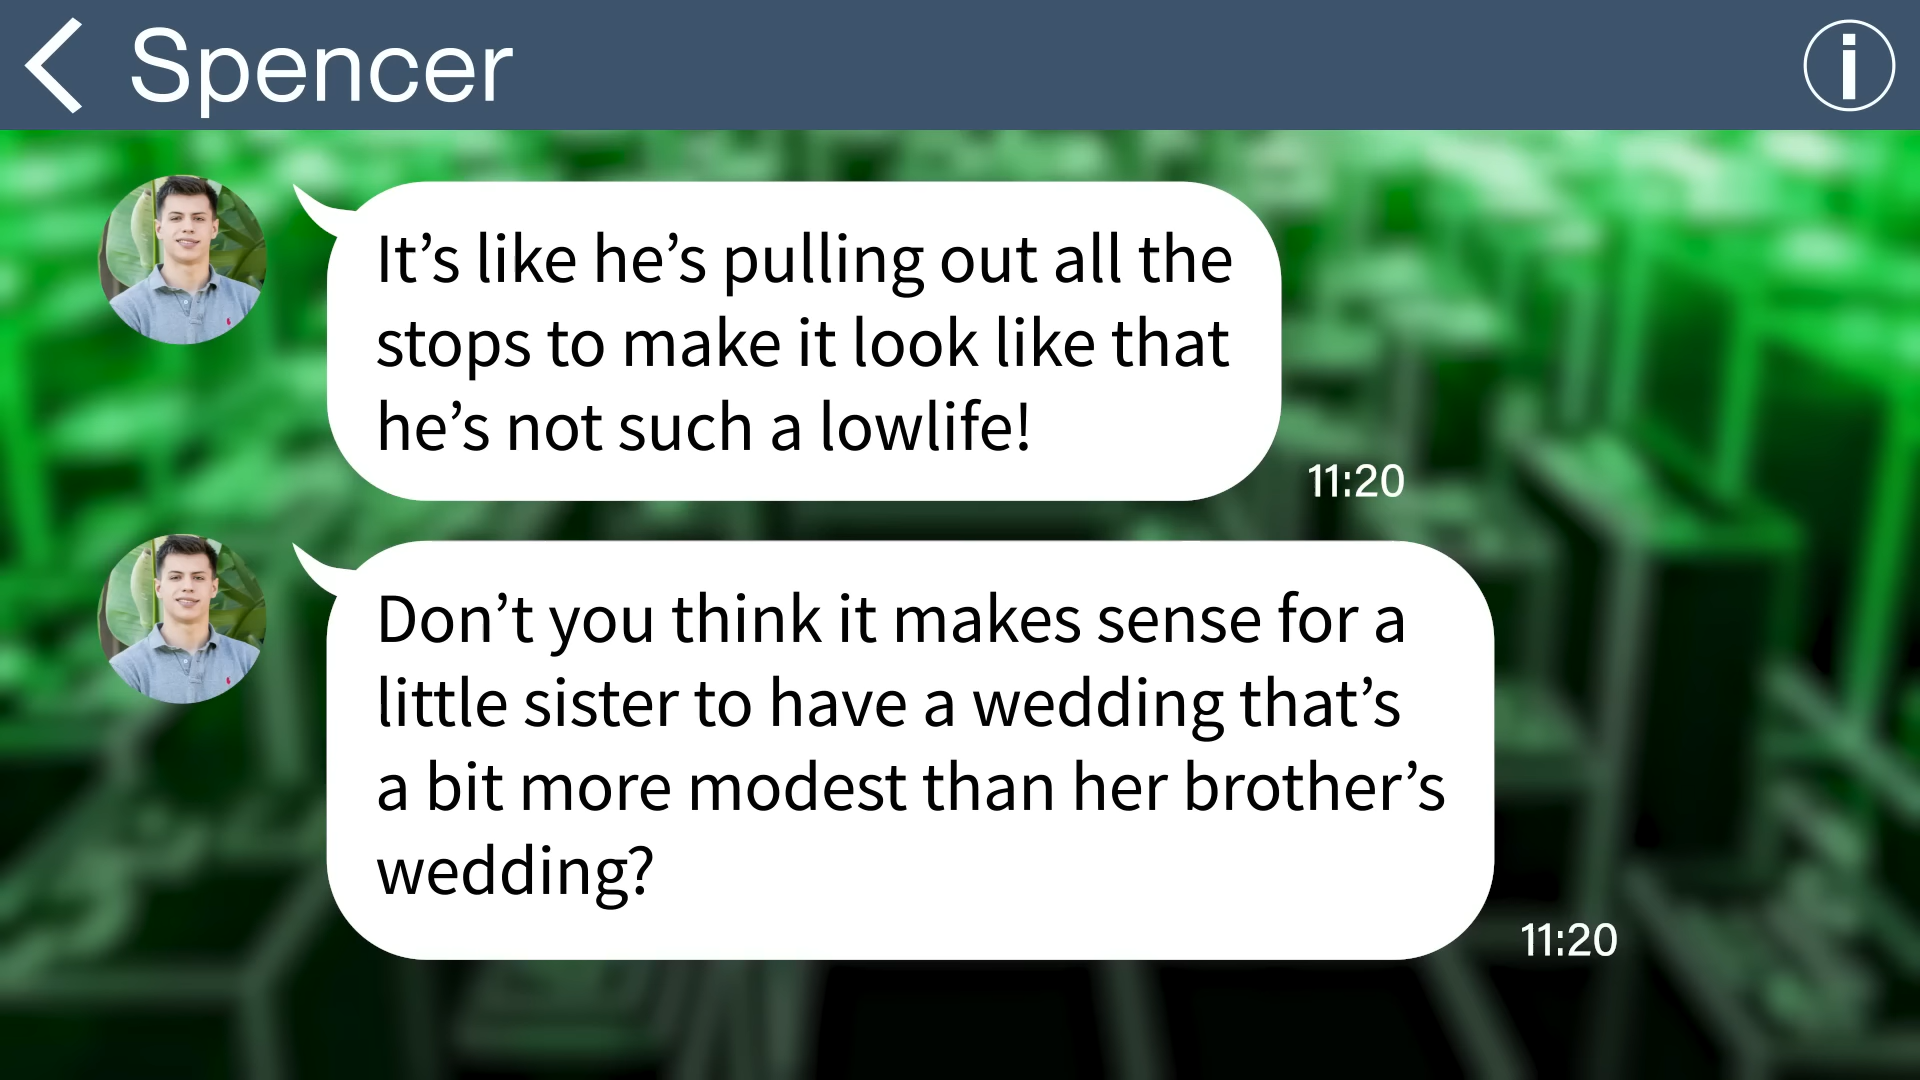 Spencer
It’s like he’s pulling out all the
stops to make it look like that
he’s not such a lowlife!
11:20
Don’t you think it makes sense for a
little sister to have a wedding that’s
a bit more modest than her brother’s
wedding?
11:20